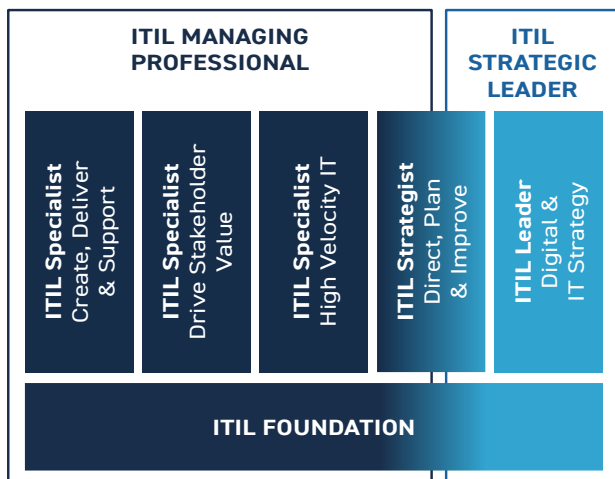 ITIL MANAGING
PROFESSIONAL
ITIL
STRATEGIC
LEADER
ITIL Specialist
Create, Deliver
& Support
ITIL Specialist
Drive Stakeholder
Value
ITIL Specialist
High Velocity IT
ITIL Strategist
Direct, Plan
& Improve
ITIL Leader
Digital &
IT Strategy
ITIL FOUNDATION